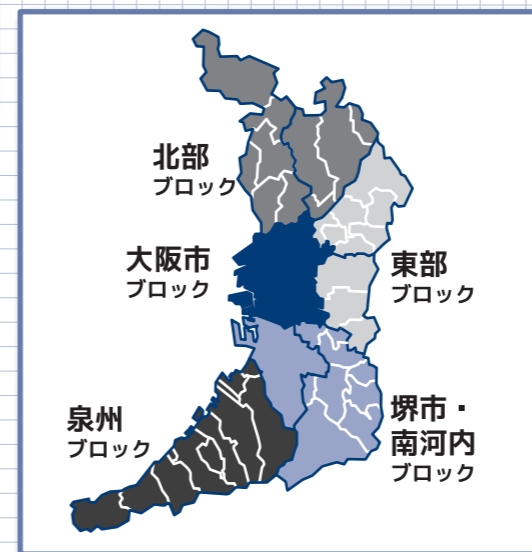 北部
ブロック
大阪市
ブロック
東部
ブロック
泉州
ブロック
堺市・
南河内
ブロック